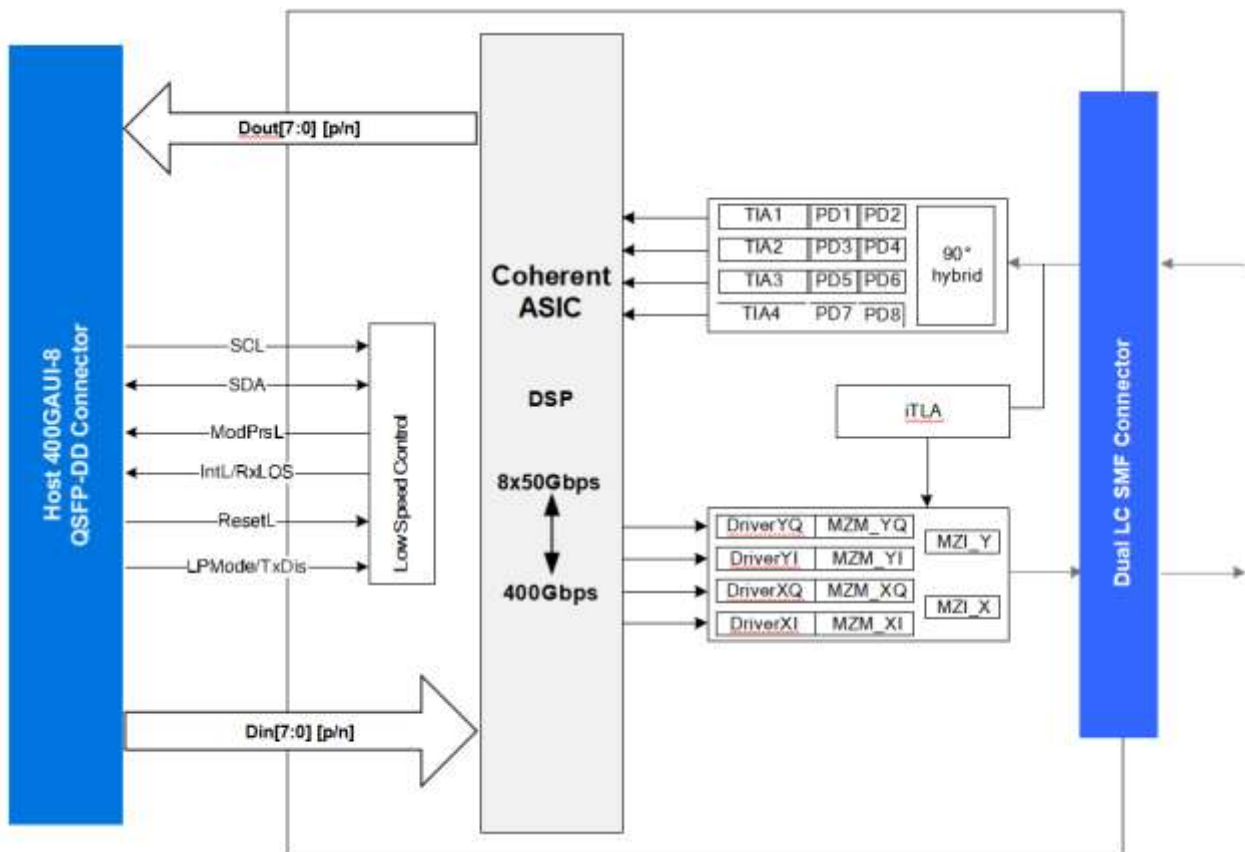 Host 400GAUI-8
QSFP-DD Connector
Dout[7:0] [p/n]
SCL
SDA
ModPrsL
IntL/RxLOS
ResetL
LPMode/TxDis
Low Speed Control
Din[7:0] [p/n]
Coherent
ASIC
DSP
8x50Gbps
400Gbps
TIA1 PD1 PD2
TIA2 PD3 PD4
TIA3 PD5 PD6
TIA4 PD7 PD8
90°
hybrid
iTLA
DriverYQ MZM_YQ
DriverYI MZM_YI
DriverXQ MZM_XQ
DriverXI MZM_XI
MZI_Y
MZI_X
Dual LC SMF Connector